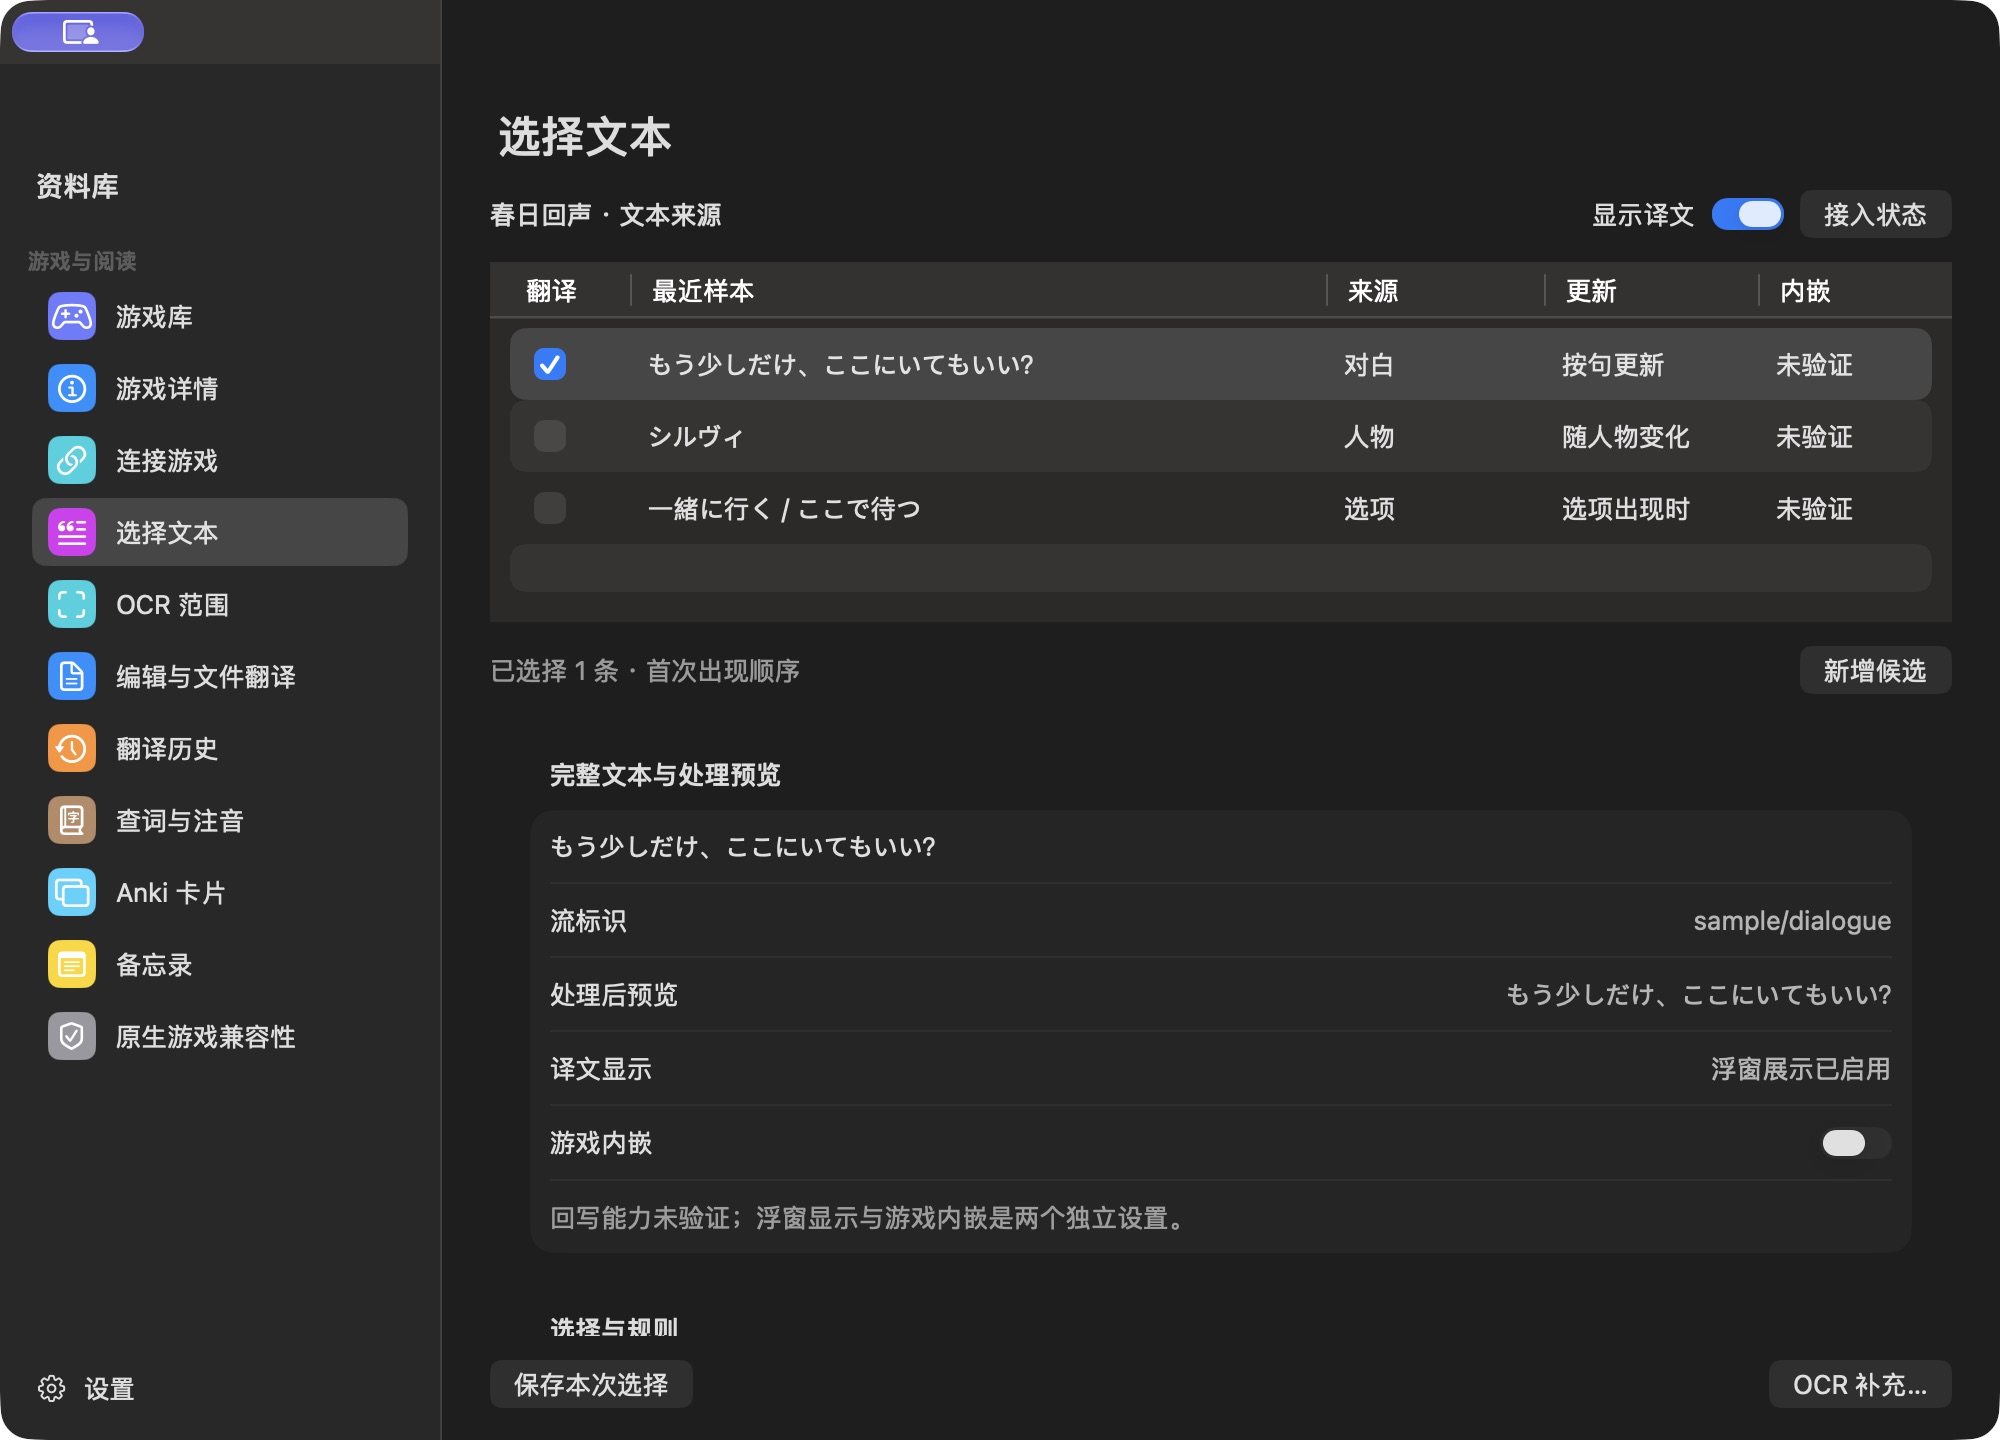 选择文本
资料库
春日回声 · 文本来源
显示译文
接入状态
游戏与阅读
游戏库
游戏详情
连接游戏
选择文本
OCR 范围
编辑与文件翻译
翻译历史
查词与注音
Anki 卡片
备忘录
原生游戏兼容性
设置
翻译 最近样本 来源 更新 内嵌
もう少しだけ、ここにいてもいい? 对白 按句更新 未验证
シルヴィ 人物 随人物变化 未验证
一緒に行く / ここで待つ 选项 选项出现时 未验证
已选择 1 条 · 首次出现顺序
新增候选
完整文本与处理预览
もう少しだけ、ここにいてもいい?
流标识 sample/dialogue
处理后预览 もう少しだけ、ここにいてもいい?
译文显示 浮窗展示已启用
游戏内嵌
回写能力未验证；浮窗显示与游戏内嵌是两个独立设置。
选择与规则
保存本次选择
OCR 补充...